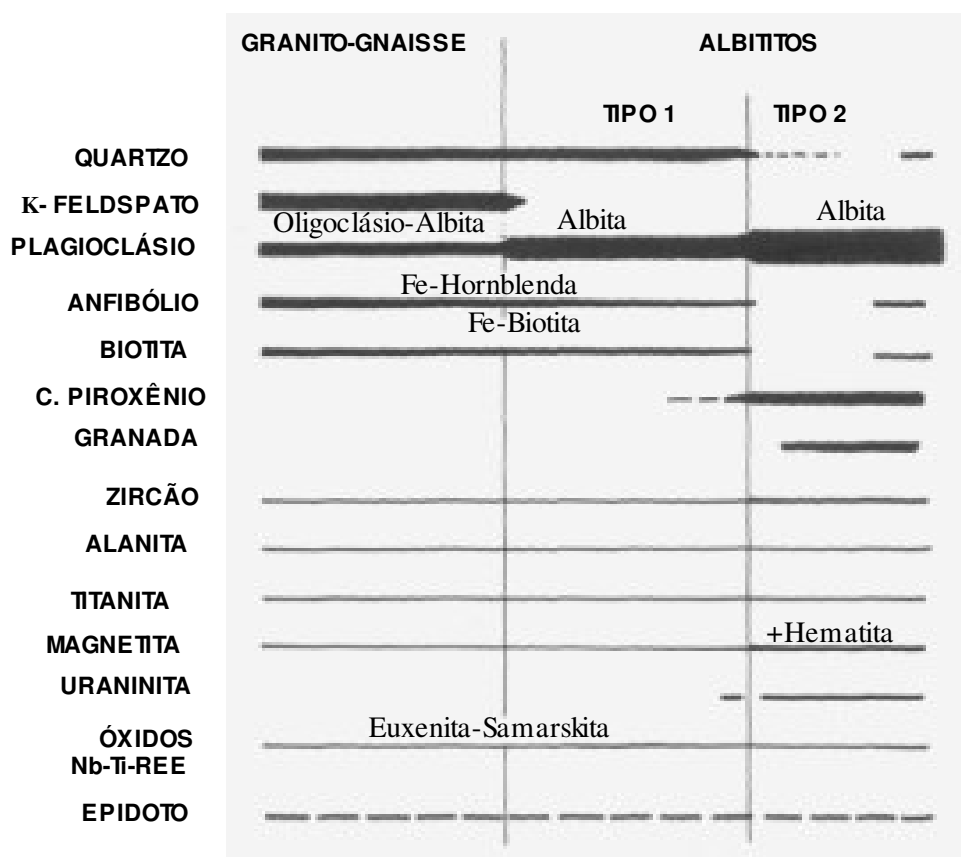 GRANITO-GNAISSE ALBITITOS
TIPO 1 TIPO 2
QUARTZO
K- FELDSPATO
Oligoclásio-Albita Albita Albita
PLAGIOCLÁSIO
Fe-Hornblenda
ANFIBÓLIO
Fe-Biotita
BIOTITA
C. PIROXÊNIO
GRANADA
ZIRCÃO
ALANITA
TITANITA
+Hematita
MAGNETITA
URANINITA
Euxenita-Samarskita
ÓXIDOS
Nb-Ti-REE
EPIDOTO